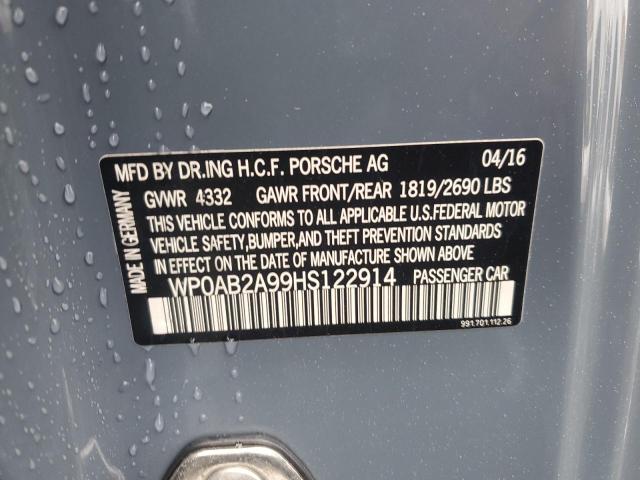 MFD BY DR.ING H.C.F. PORSCHE AG 04/16
GVWR 4332 GAWR FRONT/REAR 1819/2690 LBS
THIS VEHICLE CONFORMS TO ALL APPLICABLE U.S.FEDERAL MOTOR
VEHICLE SAFETY,BUMPER,AND THEFT PREVENTION STANDARDS
IN EFFECT ON THE DATE OF MANUFACTURE SHOWN ABOVE
WP0AB2A99HS122914 PASSENGER CAR
991.701.112.26
MADE IN GERMANY